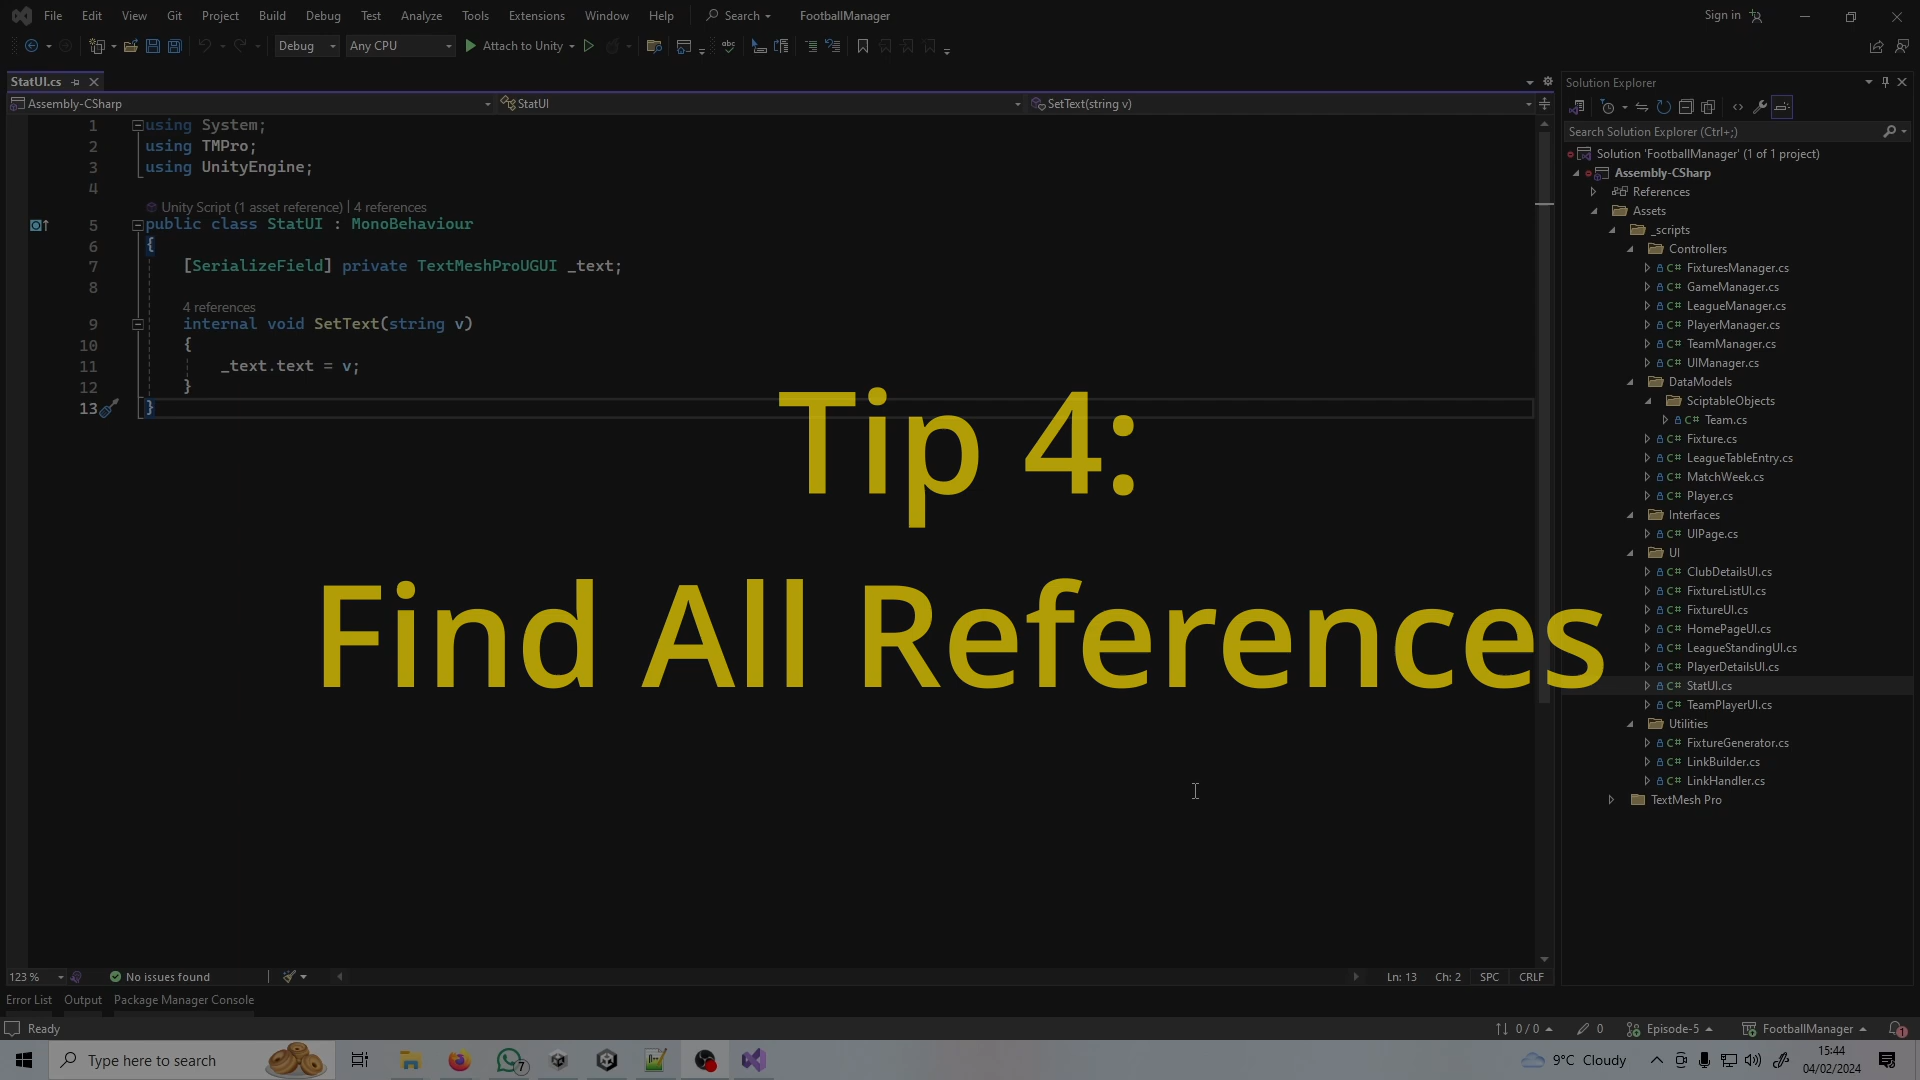 File Edit View Git Project Build Debug Test Analyze Tools Extensions Window Help Search FootballManager Sign in
Debug Any CPU Attach to Unity
StatUI.cs
Assembly-CSharp StatUI SetText(string v)
1 using System;
2 using TMPro;
3 using UnityEngine;
4
Unity Script (1 asset reference) | 4 references
5 public class StatUI : MonoBehaviour
6 {
7 [SerializeField] private TextMeshProUGUI _text;
8
4 references
9 internal void SetText(string v)
10 {
11 _text.text = v;
12 }
13 }
Tip 4:
Find All References
Solution Explorer
Search Solution Explorer (Ctrl+;)
Solution 'FootballManager' (1 of 1 project)
Assembly-CSharp
References
Assets
_scripts
Controllers
C# FixturesManager.cs
C# GameManager.cs
C# LeagueManager.cs
C# PlayerManager.cs
C# TeamManager.cs
C# UIManager.cs
DataModels
SciptableObjects
C# Team.cs
C# Fixture.cs
C# LeagueTableEntry.cs
C# MatchWeek.cs
C# Player.cs
Interfaces
C# UIPage.cs
UI
C# ClubDetailsUI.cs
C# FixtureListUI.cs
C# FixtureUI.cs
C# HomePageUI.cs
C# LeagueStandingUI.cs
C# PlayerDetailsUI.cs
C# StatUI.cs
C# TeamPlayerUI.cs
Utilities
C# FixtureGenerator.cs
C# LinkBuilder.cs
C# LinkHandler.cs
TextMesh Pro
123 % No issues found Ln: 13 Ch: 2 SPC CRLF
Error List Output Package Manager Console
Ready 0 / 0 0 Episode-5 FootballManager 1
Type here to search 7 9°C Cloudy 15:44
04/02/2024